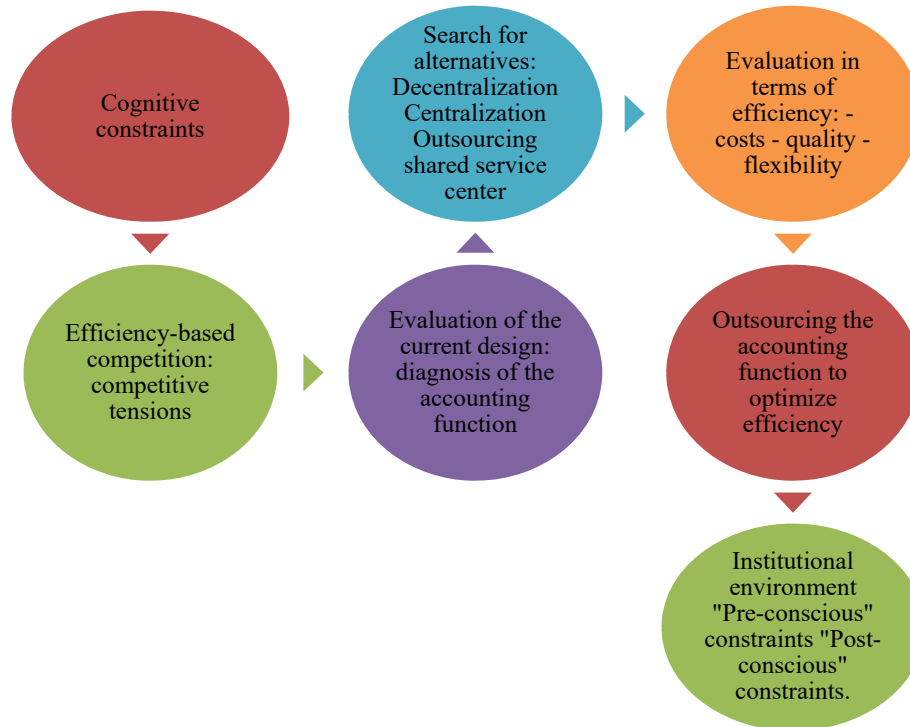 Cognitive
constraints
Efficiency-based
competition:
competitive
tensions
Evaluation of the
current design:
diagnosis of the
accounting
function
Search for
alternatives:
Decentralization
Centralization
Outsourcing
shared service
center
Evaluation in
terms of
efficiency: -
costs - quality -
flexibility
Outsourcing the
accounting
function to
optimize
efficiency
Institutional
environment
"Pre-conscious"
constraints "Post-
conscious"
constraints.